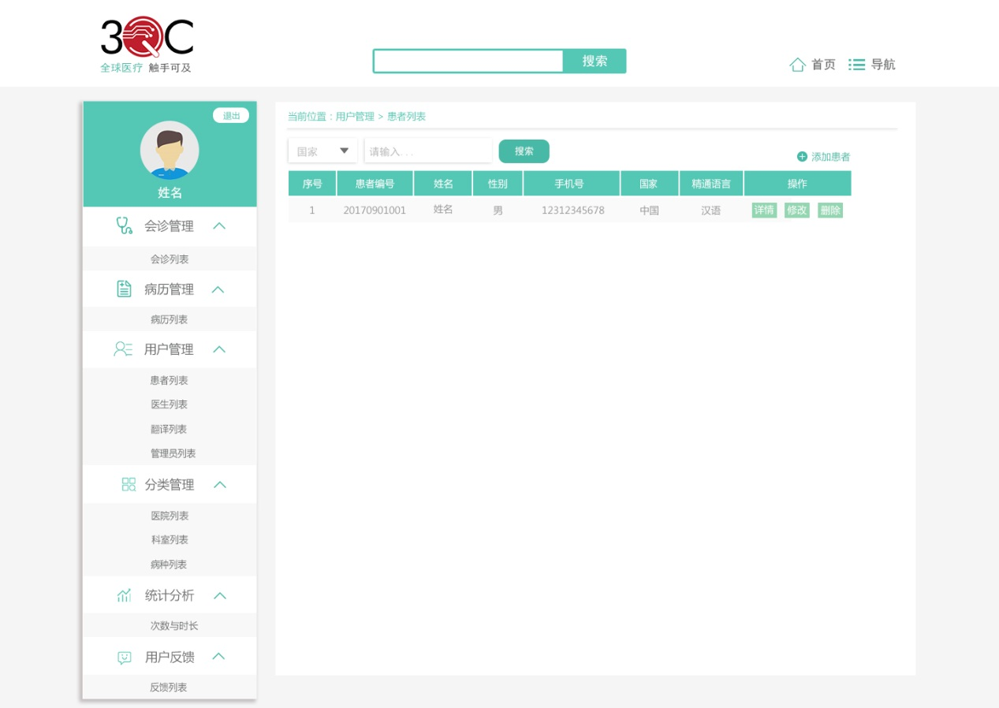 3QC
全球医疗 触手可及
搜索
首页 导航
退出
姓名
会诊管理
会诊列表
病历管理
病历列表
用户管理
患者列表
医生列表
翻译列表
管理员列表
分类管理
医院列表
科室列表
病种列表
统计分析
次数与时长
用户反馈
反馈列表
当前位置：用户管理 > 患者列表
国家 请输入. . . 搜索
添加患者
序号 患者编号 姓名 性别 手机号 国家 精通语言 操作
1 20170901001 姓名 男 12312345678 中国 汉语 详情 修改 删除